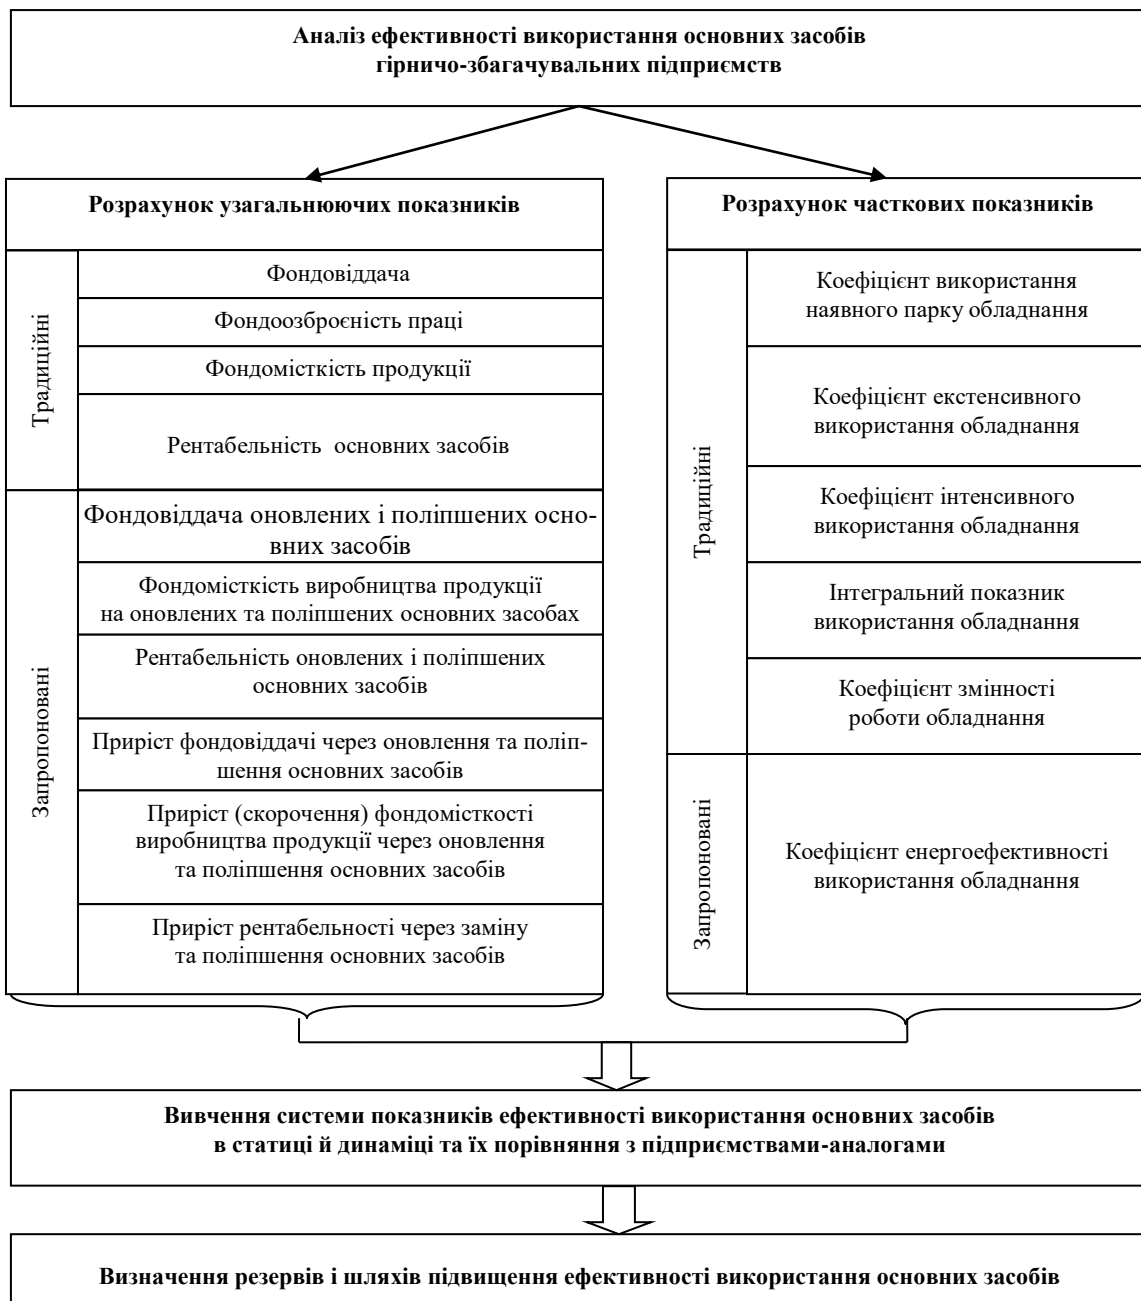 Аналіз ефективності використання основних засобів
гірничо-збагачувальних підприємств
Розрахунок узагальнюючих показників
Традиційні
Фондовіддача
Фондоозброєність праці
Фондомісткість продукції
Рентабельність основних засобів
Запропоновані
Фондовіддача оновлених і поліпшених осно-
вних засобів
Фондомісткість виробництва продукції
на оновлених та поліпшених основних засобах
Рентабельність оновлених і поліпшених
основних засобів
Приріст фондовіддачі через оновлення та поліп-
шення основних засобів
Приріст (скорочення) фондомісткості
виробництва продукції через оновлення
та поліпшення основних засобів
Приріст рентабельності через заміну
та поліпшення основних засобів
Розрахунок часткових показників
Традиційні
Коефіцієнт використання
наявного парку обладнання
Коефіцієнт екстенсивного
використання обладнання
Коефіцієнт інтенсивного
використання обладнання
Інтегральний показник
використання обладнання
Коефіцієнт змінності
роботи обладнання
Запропоновані
Коефіцієнт енергоефективності
використання обладнання
Вивчення системи показників ефективності використання основних засобів
в статиці й динаміці та їх порівняння з підприємствами-аналогами
Визначення резервів і шляхів підвищення ефективності використання основних засобів